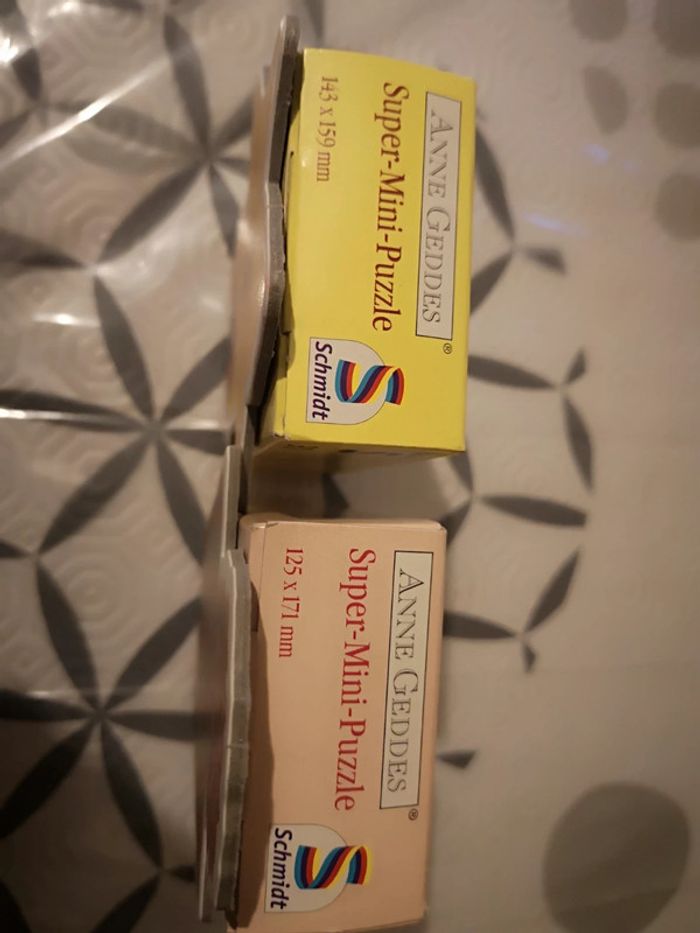 ANNE GEDDES®
Super-Mini-Puzzle
143 x 159 mm
Schmidt
ANNE GEDDES®
Super-Mini-Puzzle
125 x 171 mm
Schmidt